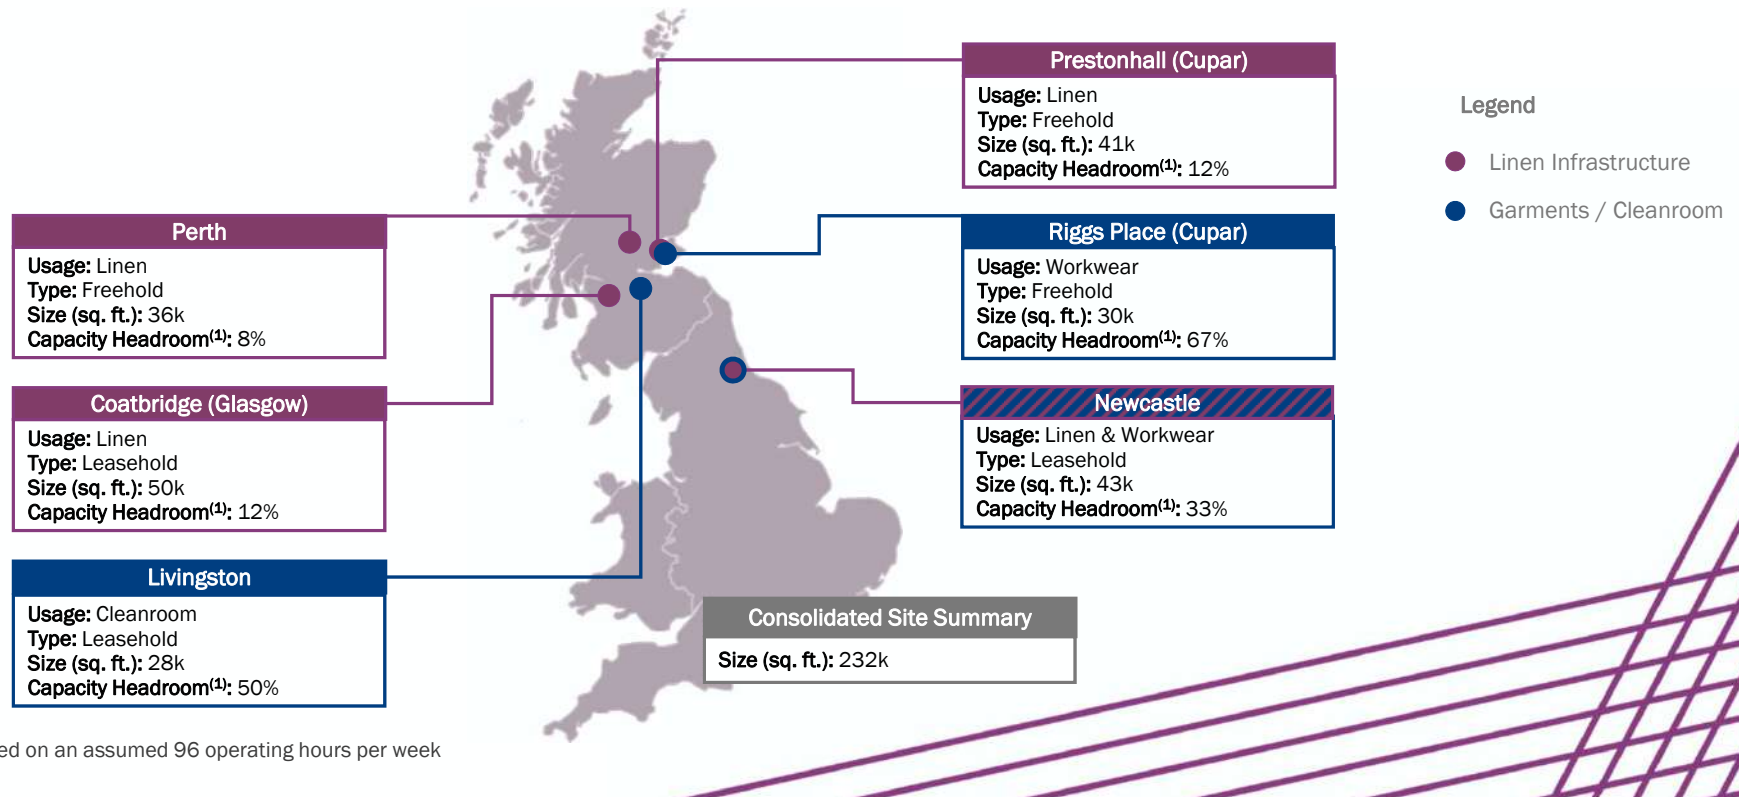 Prestonhall (Cupar)
Usage: Linen
Type: Freehold
Size (sq. ft.): 41k
Capacity Headroom(1): 12%
Legend
Linen Infrastructure
Garments / Cleanroom
Perth
Usage: Linen
Type: Freehold
Size (sq. ft.): 36k
Capacity Headroom(1): 8%
Riggs Place (Cupar)
Usage: Workwear
Type: Freehold
Size (sq. ft.): 30k
Capacity Headroom(1): 67%
Coatbridge (Glasgow)
Usage: Linen
Type: Leasehold
Size (sq. ft.): 50k
Capacity Headroom(1): 12%
Newcastle
Usage: Linen & Workwear
Type: Leasehold
Size (sq. ft.): 43k
Capacity Headroom(1): 33%
Livingston
Usage: Cleanroom
Type: Leasehold
Size (sq. ft.): 28k
Capacity Headroom(1): 50%
Consolidated Site Summary
Size (sq. ft.): 232k
ed on an assumed 96 operating hours per week